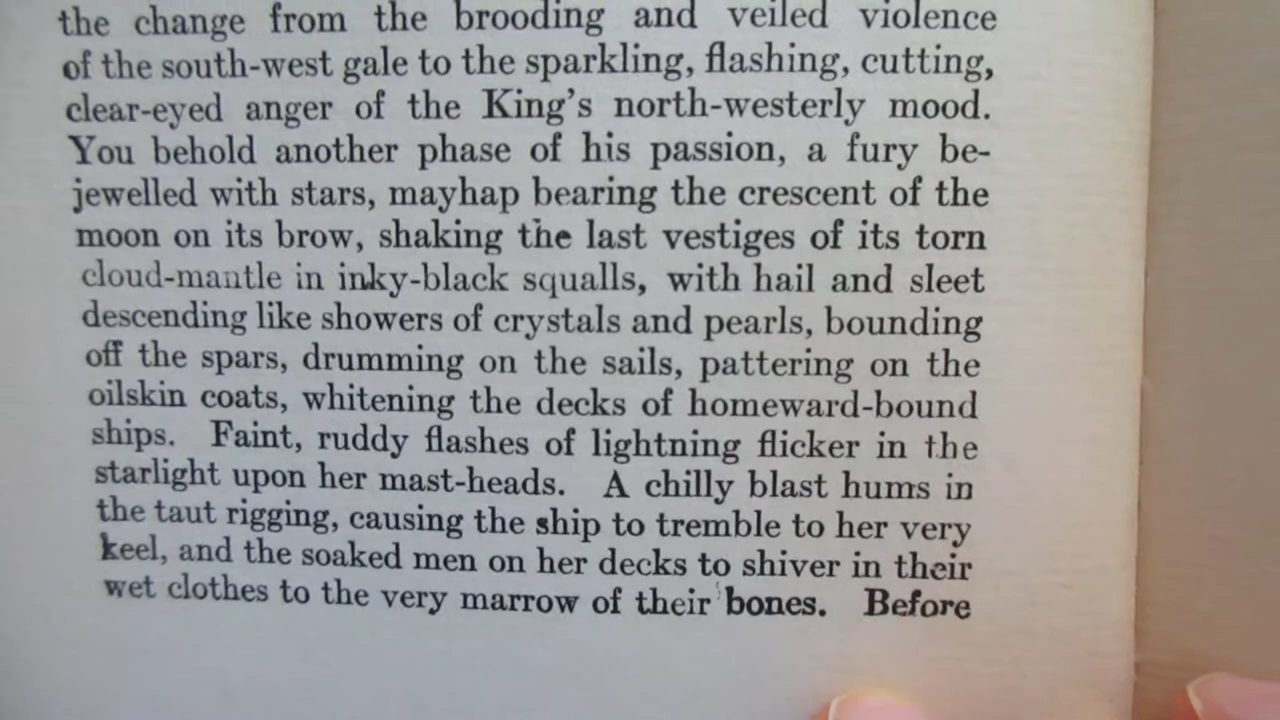 the change from the brooding and veiled violence
of the south-west gale to the sparkling, flashing, cutting,
clear-eyed anger of the King's north-westerly mood.
You behold another phase of his passion, a fury be-
jewelled with stars, mayhap bearing the crescent of the
moon on its brow, shaking the last vestiges of its torn
cloud-mantle in inky-black squalls, with hail and sleet
descending like showers of crystals and pearls, bounding
off the spars, drumming on the sails, pattering on the
oilskin coats, whitening the decks of homeward-bound
ships. Faint, ruddy flashes of lightning flicker in the
starlight upon her mast-heads. A chilly blast hums in
the taut rigging, causing the ship to tremble to her very
keel, and the soaked men on her decks to shiver in their
wet clothes to the very marrow of their bones. Before